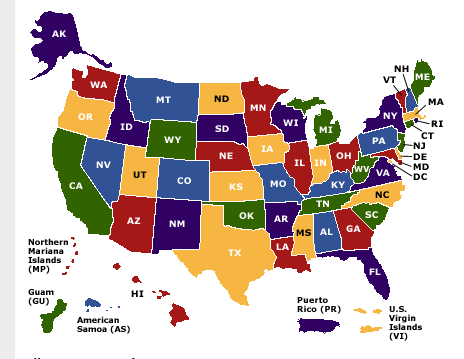 AK
WA
OR
CA
ID
NV
MT
WY
UT
CO
AZ
NM
ND
SD
NE
KS
OK
TX
MN
IA
MO
AR
LA
WI
IL
MI
IN
OH
KY
TN
MS
AL
GA
FL
SC
NC
VA
WV
PA
NY
VT
NH
ME
MA
RI
CT
NJ
DE
MD
DC
HI
Northern
Mariana
Islands
(MP)
Guam
(GU)
American
Samoa (AS)
Puerto
Rico (PR)
U.S.
Virgin
Islands
(VI)